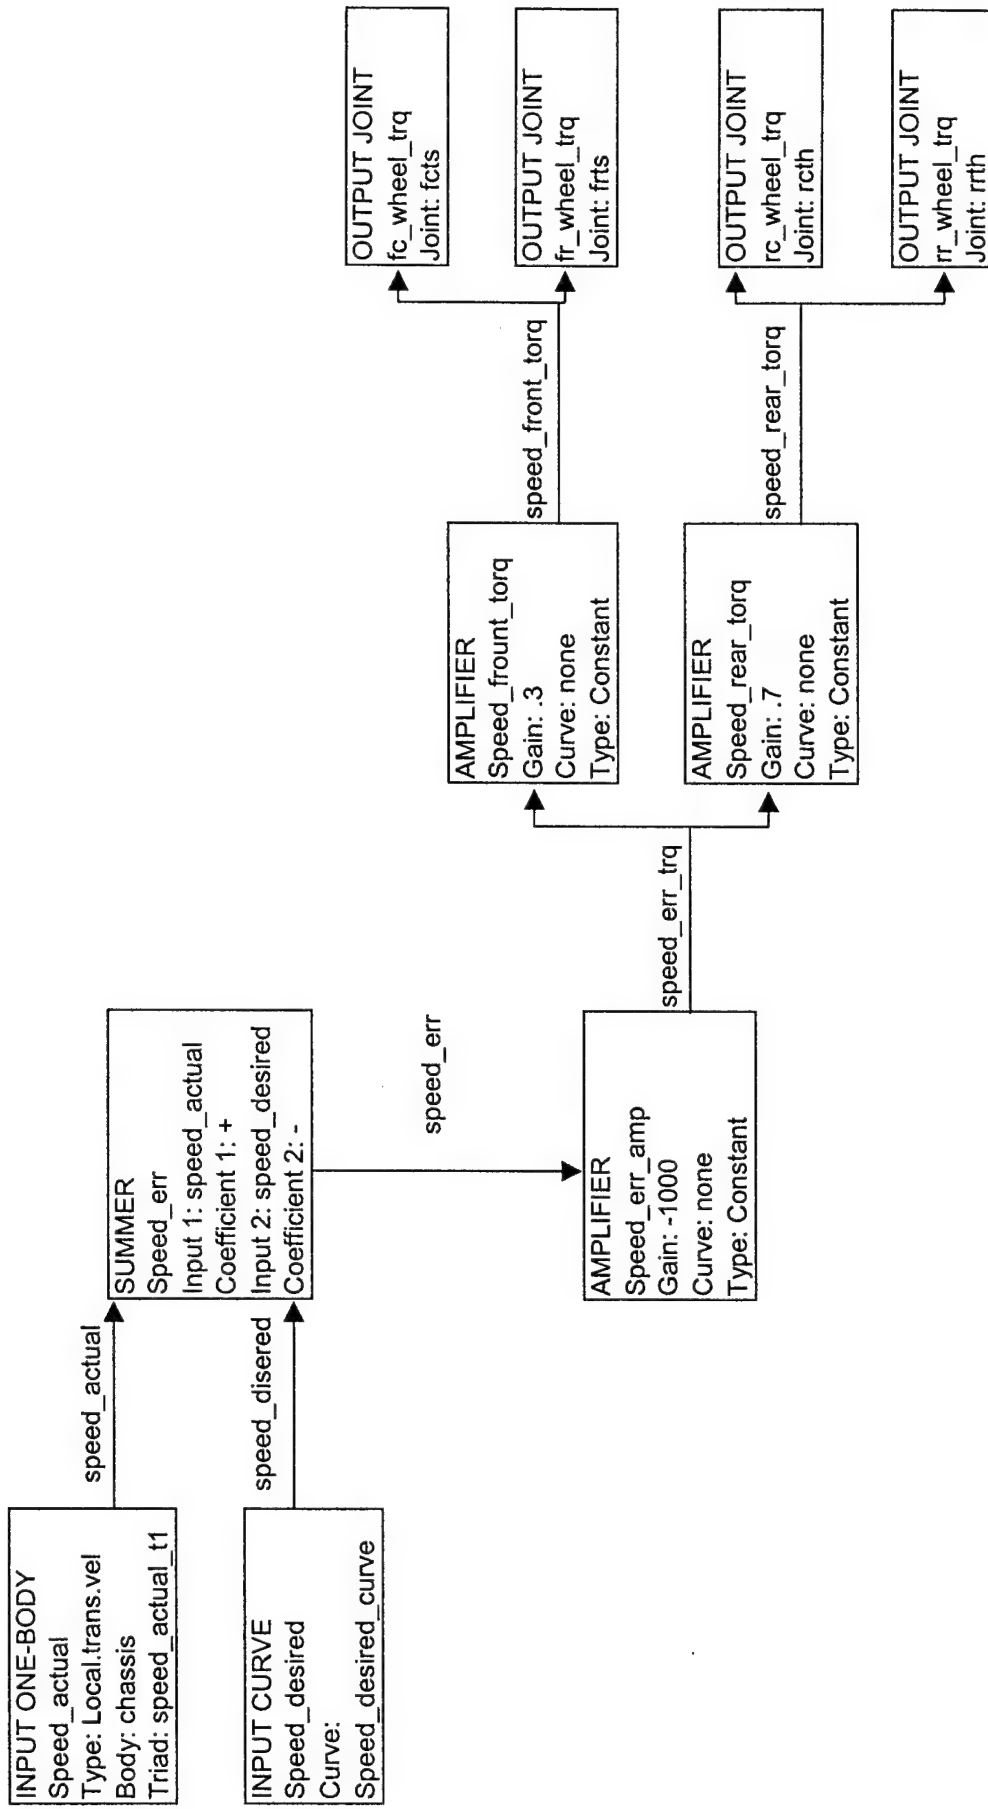 INPUT ONE-BODY
Speed_actual
Type: Local.trans.vel
Body: chassis
Triad: speed_actual_t1
speed_actual
INPUT CURVE
Speed_desired
Curve:
Speed_desired_curve
speed_disered
SUMMER
Speed_err
Input 1: speed_actual
Coefficient 1: +
Input 2: speed_desired
Coefficient 2: -
speed_err
AMPLIFIER
Speed_err_amp
Gain: -1000
Curve: none
Type: Constant
speed_err_trq
AMPLIFIER
Speed_frount_torq
Gain: .3
Curve: none
Type: Constant
speed_front_torq
AMPLIFIER
Speed_rear_torq
Gain: .7
Curve: none
Type: Constant
speed_rear_torq
OUTPUT JOINT
fc_wheel_trq
Joint: fcts
OUTPUT JOINT
fr_wheel_trq
Joint: frts
OUTPUT JOINT
rc_wheel_trq
Joint: rcth
OUTPUT JOINT
rr_wheel_trq
Joint: rrth